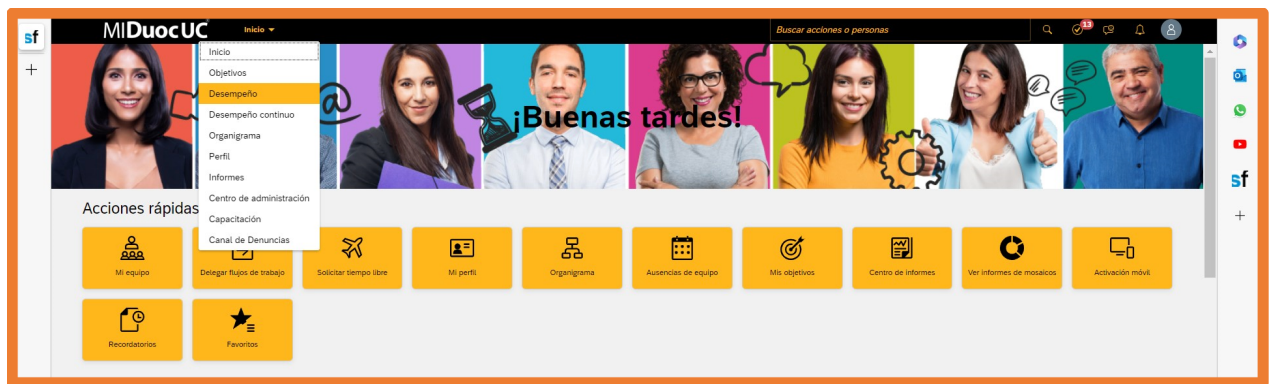 sf
MIDuocUC
Inicio
Buscar acciones o personas
13
Inicio
Objetivos
Desempeño
Desempeño continuo
Organigrama
Perfil
Informes
Centro de administración
Capacitación
Canal de Denuncias
@
¡Buenas tardes!
@
sf
Acciones rápidas
Mi equipo
Delegar flujos de trabajo
Solicitar tiempo libre
Mi perfil
Organigrama
Ausencias de equipo
Mis objetivos
Centro de informes
Ver informes de mosaicos
Activación móvil
Recordatorios
Favoritos